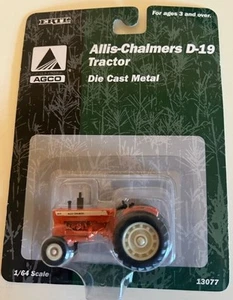 ERTL
For ages 3 and over.
Allis-Chalmers D-19
Tractor
AGCO
Die Cast Metal
1/64 Scale
13077